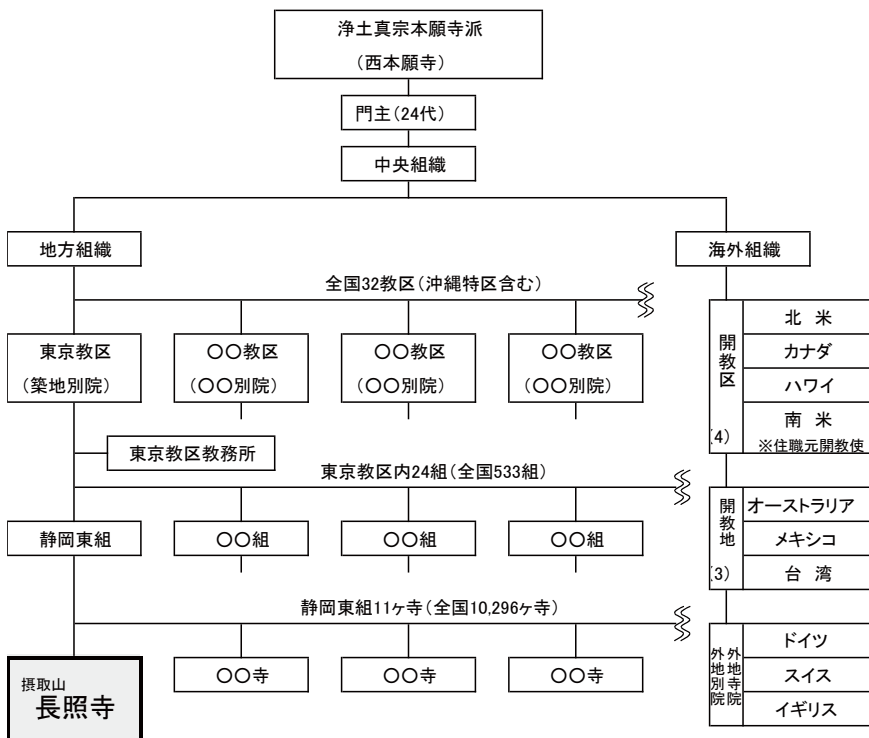 浄土真宗本願寺派
（西本願寺）
門主（24代）
中央組織
地方組織
海外組織
全国32教区（沖縄特区含む）
東京教区
（築地別院）
〇〇教区
（〇〇別院）
〇〇教区
（〇〇別院）
〇〇教区
（〇〇別院）
東京教区教務所
東京教区内24組（全国533組）
静岡東組
〇〇組
〇〇組
〇〇組
静岡東組11ヶ寺（全国10,296ヶ寺）
摂取山
長照寺
〇〇寺
〇〇寺
〇〇寺
開教区
(4)
北 米
カナダ
ハワイ
南 米
※住職元開教使
開教地
(3)
オーストラリア
メキシコ
台 湾
外地寺院
外地別院
ドイツ
スイス
イギリス